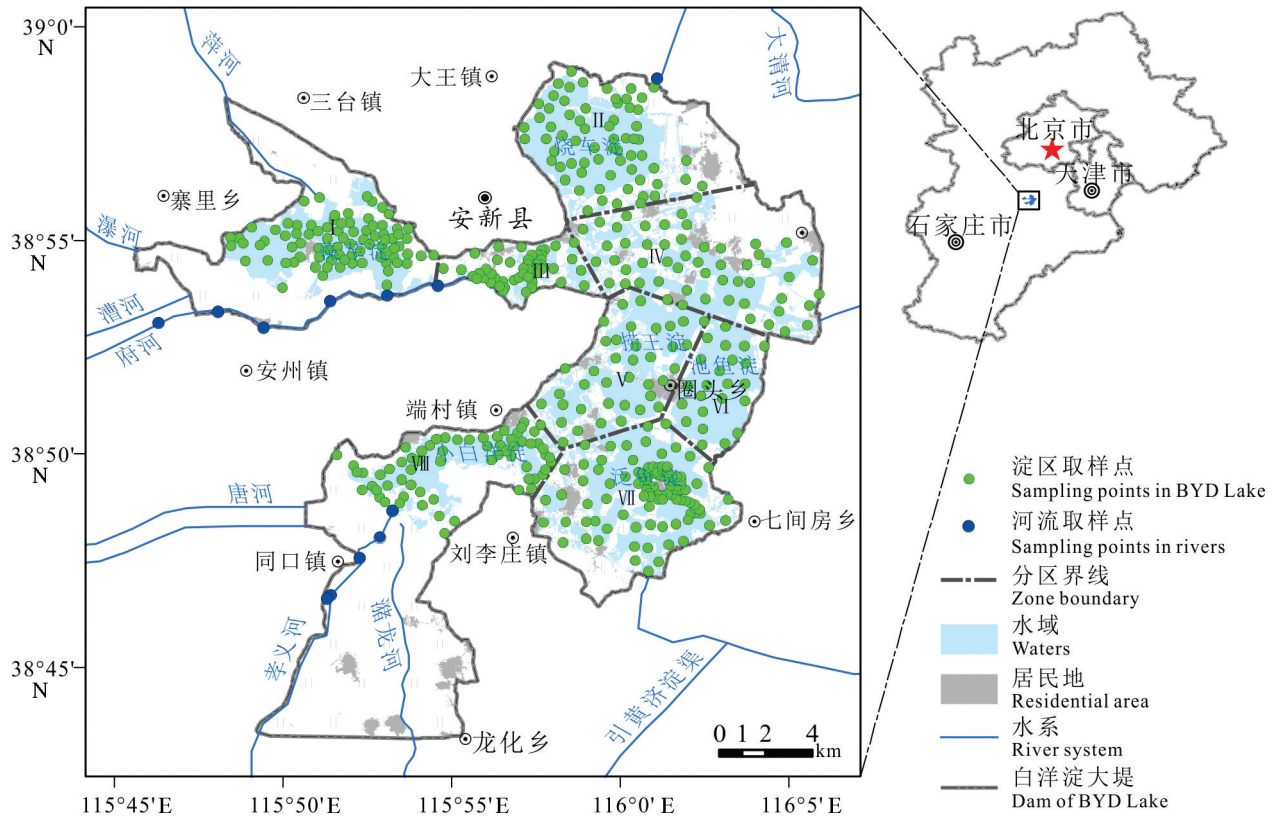 39°0'
N
38°55'
N
38°50'
N
38°45'
N
115°45' E
115°50' E
115°55' E
116°0' E
116°5' E
萍河
大清河
大王镇
三台镇
寨里乡
瀑河
漕河
府河
安新县
安州镇
端村镇
唐河
同口镇
刘李庄镇
七间房乡
圈头乡
孝义河
潴龙河
龙化乡
引黄济淀渠
烧车淀
捞王淀
池鱼淀
小白洋淀
I
II
III
IV
V
VI
VII
VIII
0 1 2 4
km
北京市
天津市
石家庄市
淀区取样点
Sampling points in BYD Lake
河流取样点
Sampling points in rivers
分区界线
Zone boundary
水域
Waters
居民地
Residential area
水系
River system
白洋淀大堤
Dam of BYD Lake